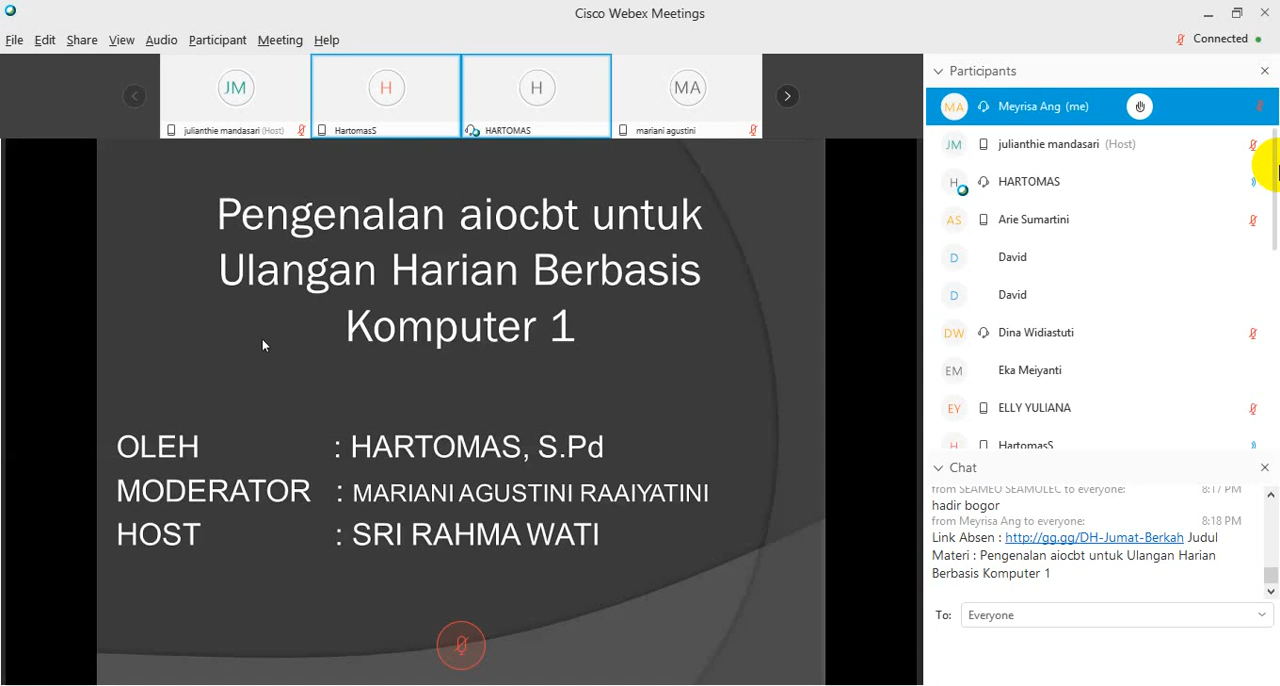 Cisco Webex Meetings
File Edit Share View Audio Participant Meeting Help
Connected
JM
julianthie mandasari (Host)
H
HartomasS
H
HARTOMAS
MA
mariani agustini
Pengenalan aiocbt untuk
Ulangan Harian Berbasis
Komputer 1
OLEH : HARTOMAS, S.Pd
MODERATOR : MARIANI AGUSTINI RAAIYATINI
HOST : SRI RAHMA WATI
Participants
MA Meyrisa Ang (me)
JM julianthie mandasari (Host)
H HARTOMAS
AS Arie Sumartini
D David
D David
DW Dina Widiastuti
EM Eka Meiyanti
EY ELLY YULIANA
H HartomasS
Chat
from SEAMEO SEAMOLEC to everyone: 8:17 PM
hadir bogor
from Meyrisa Ang to everyone: 8:18 PM
Link Absen : http://gg.gg/DH-Jumat-Berkah Judul
Materi : Pengenalan aiocbt untuk Ulangan Harian
Berbasis Komputer 1
To: Everyone